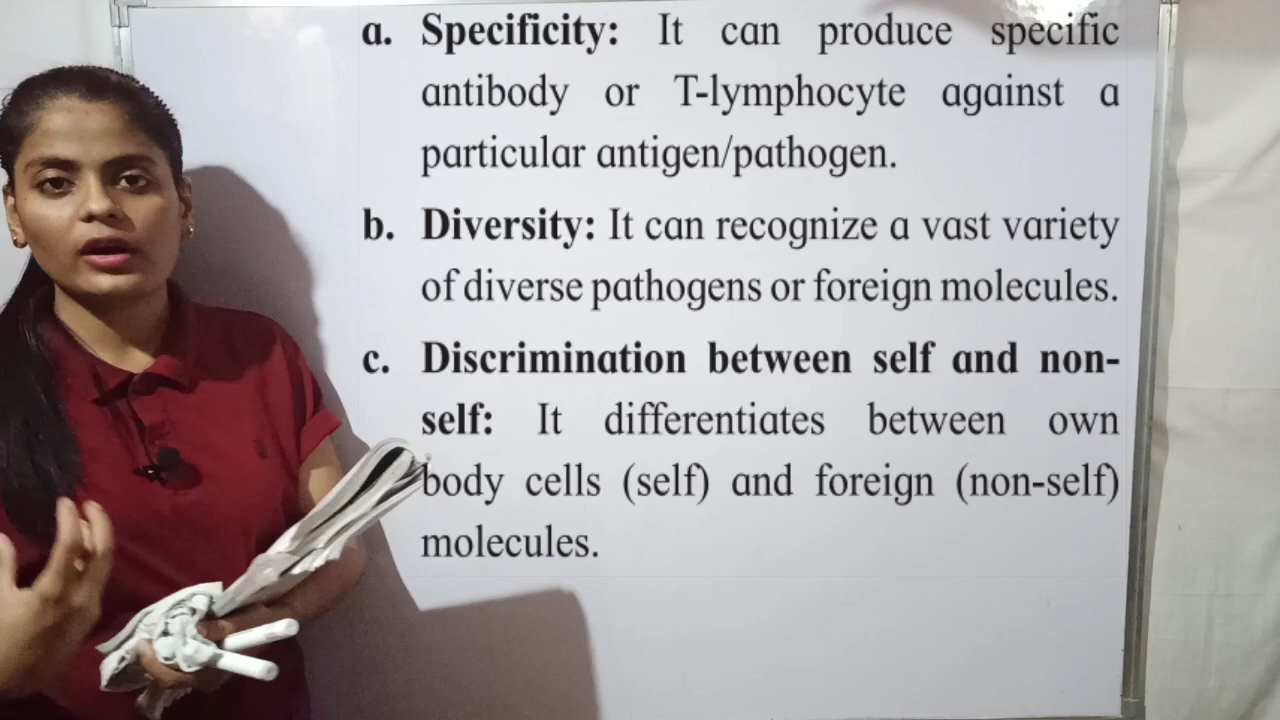 a. Specificity: It can produce specific
antibody or T-lymphocyte against a
particular antigen/pathogen.
b. Diversity: It can recognize a vast variety
of diverse pathogens or foreign molecules.
c. Discrimination between self and non-
self: It differentiates between own
body cells (self) and foreign (non-self)
molecules.